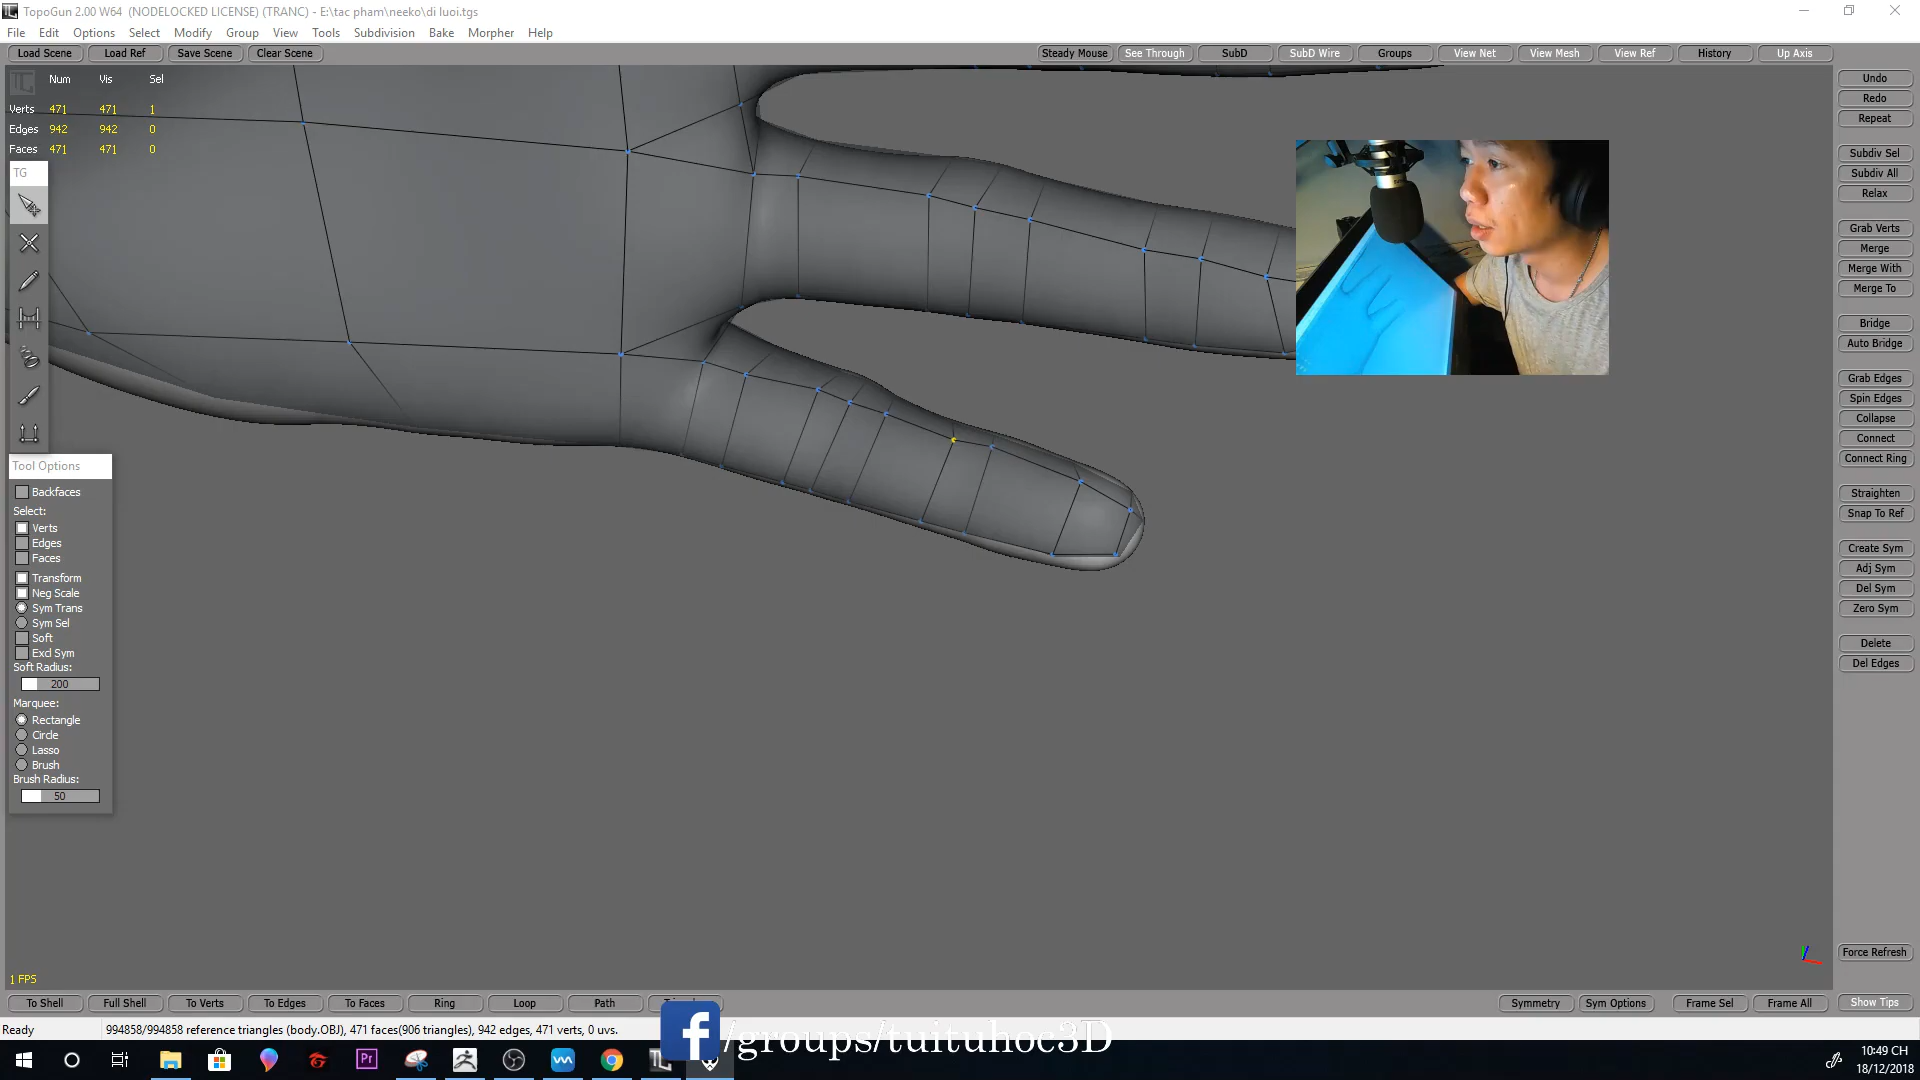 TopoGun 2.00 W64 (NODELOCKED LICENSE) (TRANC) - E:\tac pham\neeko\di luoi.tgs
File Edit Options Select Modify Group View Tools Subdivision Bake Morpher Help
Load Scene Load Ref Save Scene Clear Scene Steady Mouse See Through SubD SubD Wire Groups View Net View Mesh View Ref History Up Axis
Num Vis Sel
Verts 471 471 1
Edges 942 942 0
Faces 471 471 0
TG
Tool Options
Backfaces
Select:
Verts
Edges
Faces
Transform
Neg Scale
Sym Trans
Sym Sel
Soft
Excl Sym
Soft Radius:
200
Marquee:
Rectangle
Circle
Lasso
Brush
Brush Radius:
50
Undo
Redo
Repeat
Subdiv Sel
Subdiv All
Relax
Grab Verts
Merge
Merge With
Merge To
Bridge
Auto Bridge
Grab Edges
Spin Edges
Collapse
Connect
Connect Ring
Straighten
Snap To Ref
Create Sym
Adj Sym
Del Sym
Zero Sym
Delete
Del Edges
Force Refresh
1 FPS
To Shell Full Shell To Verts To Edges To Faces Ring Loop Path Symmetry Sym Options Frame Sel Frame All Show Tips
Ready 994858/994858 reference triangles (body.OBJ), 471 faces(906 triangles), 942 edges, 471 verts, 0 uvs.
f /groups/tuituhoc3D
Pr
10:49 CH
18/12/2018